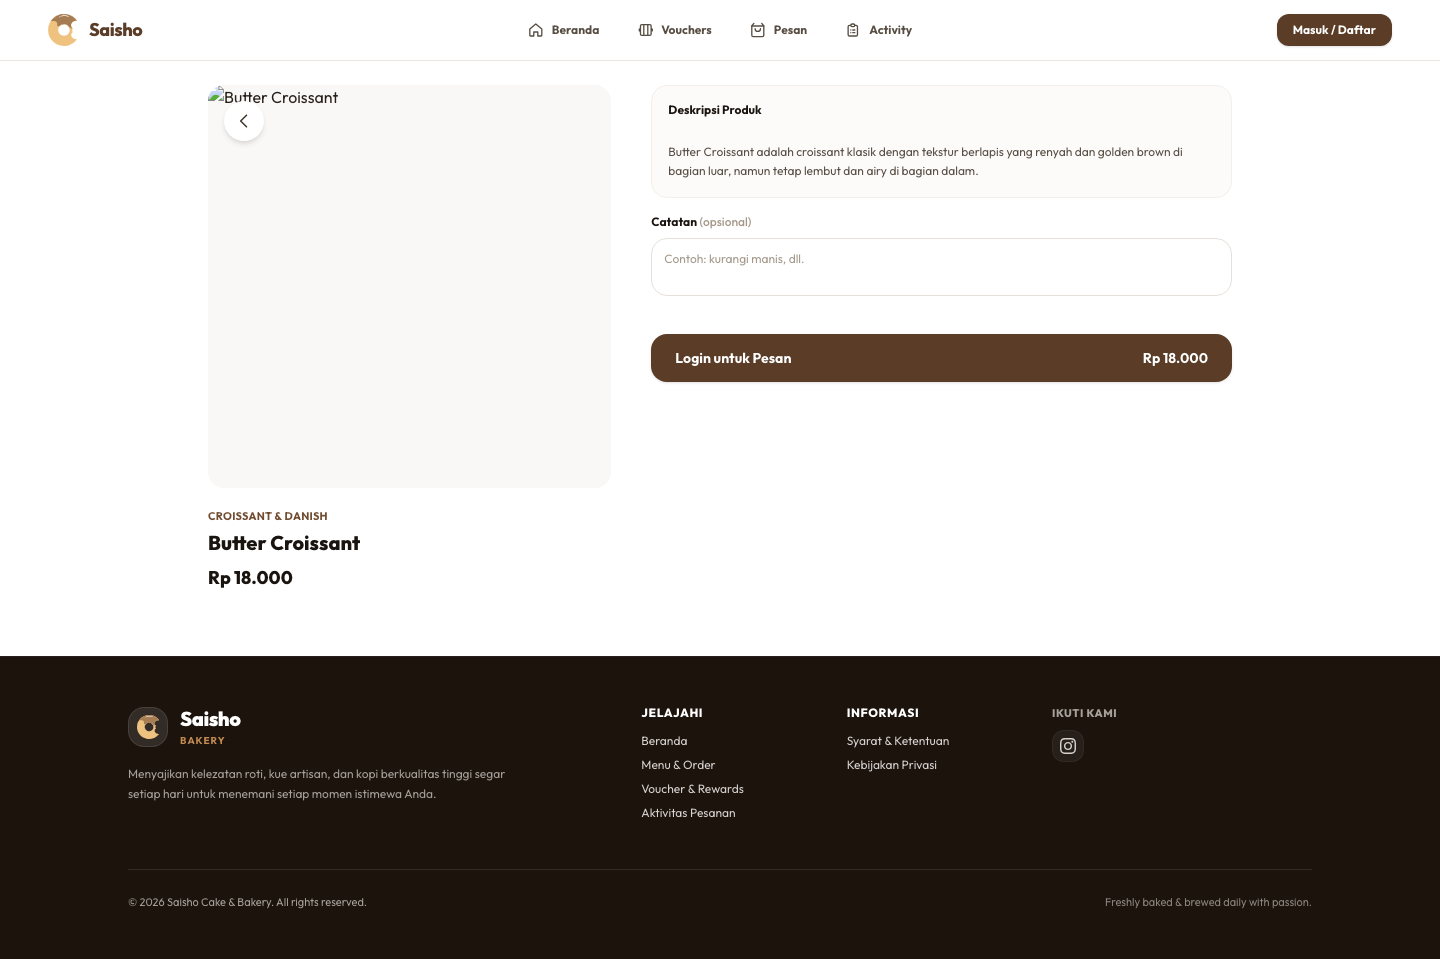 Saisho
Beranda
Vouchers
Pesan
Activity
Masuk / Daftar
Butter Croissant
CROISSANT & DANISH
Butter Croissant
Rp 18.000
Deskripsi Produk
Butter Croissant adalah croissant klasik dengan tekstur berlapis yang renyah dan golden brown di
bagian luar, namun tetap lembut dan airy di bagian dalam.
Catatan (opsional)
Contoh: kurangi manis, dll.
Login untuk Pesan Rp 18.000
Saisho
BAKERY
Menyajikan kelezatan roti, kue artisan, dan kopi berkualitas tinggi segar
setiap hari untuk menemani setiap momen istimewa Anda.
JELAJAHI
Beranda
Menu & Order
Voucher & Rewards
Aktivitas Pesanan
INFORMASI
Syarat & Ketentuan
Kebijakan Privasi
IKUTI KAMI
© 2026 Saisho Cake & Bakery. All rights reserved.
Freshly baked & brewed daily with passion.